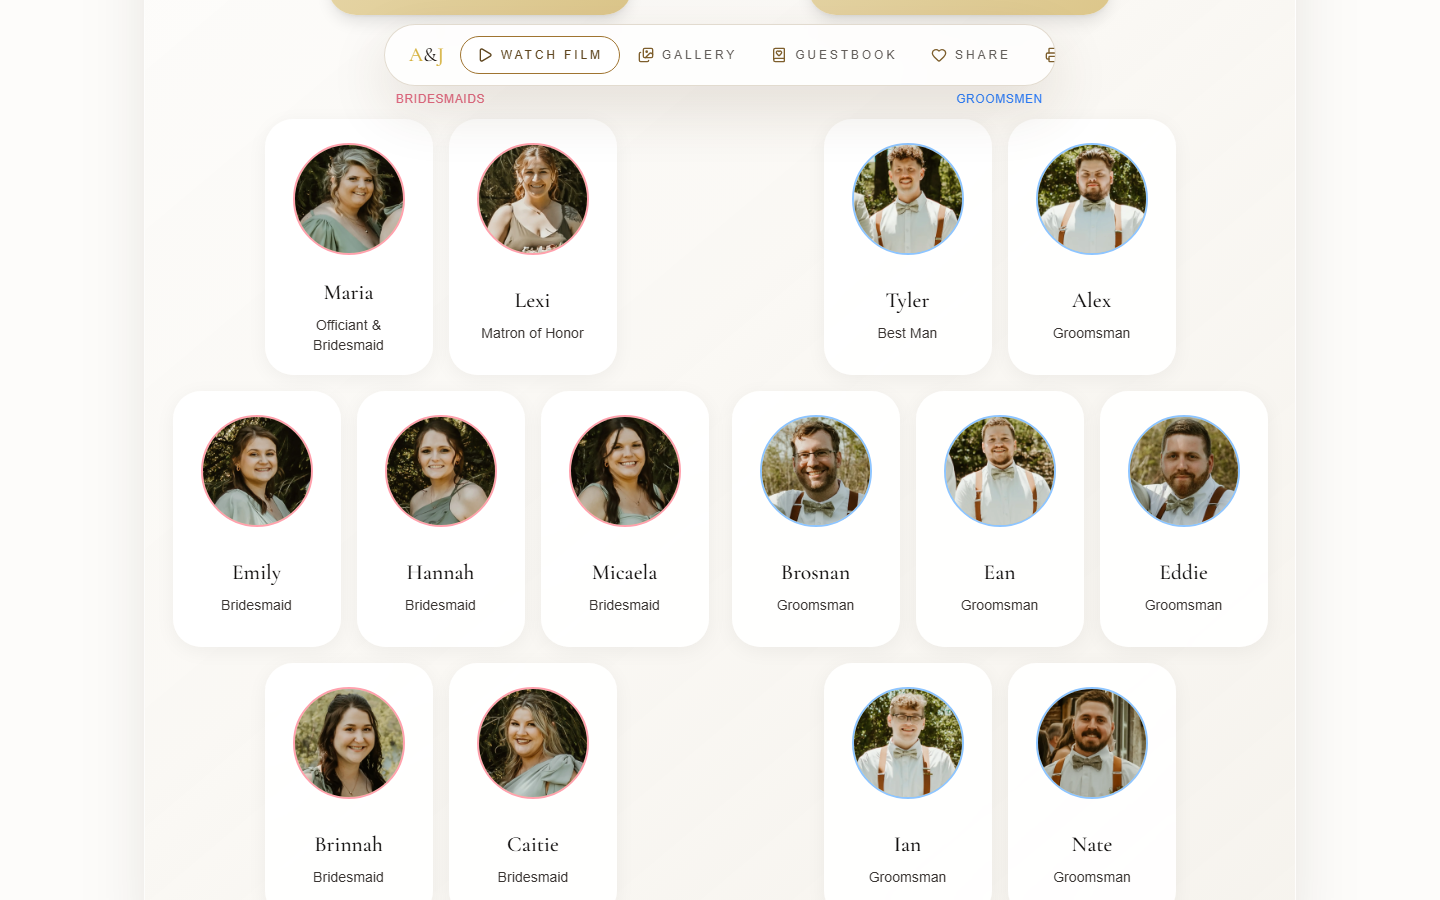 A&J
WATCH FILM
GALLERY
GUESTBOOK
SHARE
BRIDESMAIDS
GROOMSMEN
Maria
Officiant &
Bridesmaid
Lexi
Matron of Honor
Tyler
Best Man
Alex
Groomsman
Emily
Bridesmaid
Hannah
Bridesmaid
Micaela
Bridesmaid
Brosnan
Groomsman
Ean
Groomsman
Eddie
Groomsman
Brinnah
Bridesmaid
Caitie
Bridesmaid
Ian
Groomsman
Nate
Groomsman